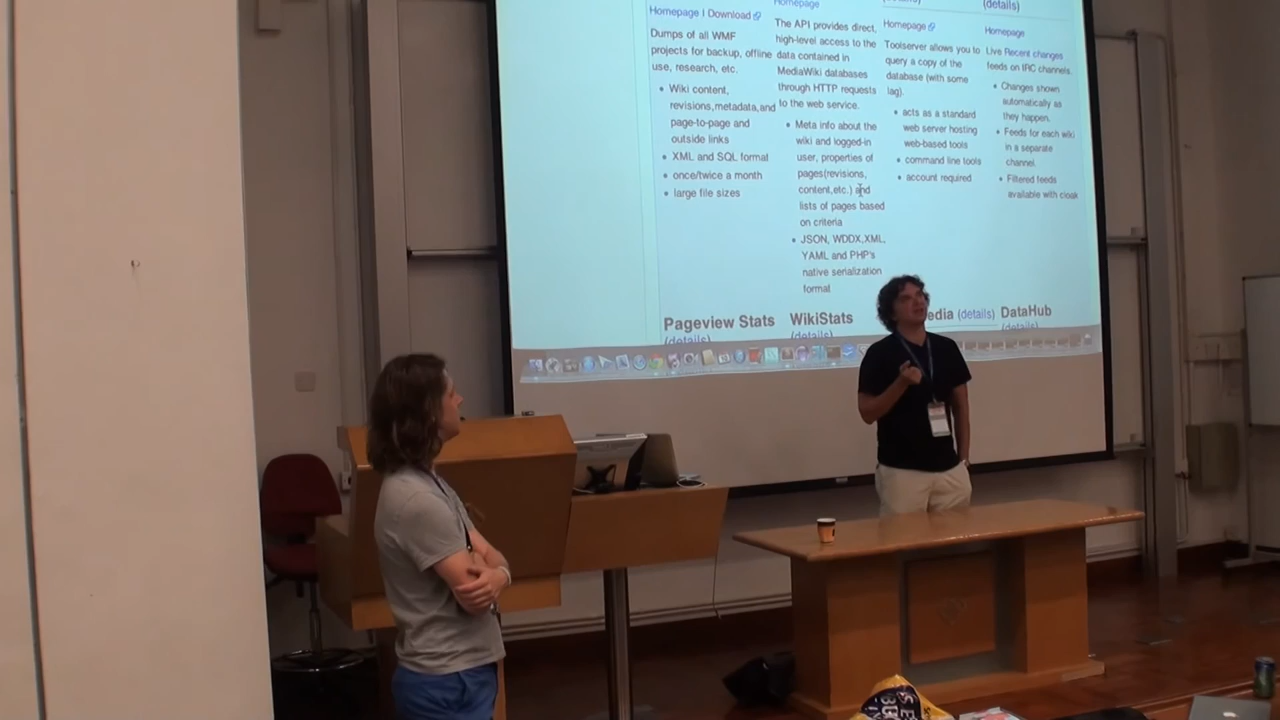 Homepage | Download
Dumps of all WMF
projects for backup, offline
use, research, etc.
Wiki content,
revisions,metadata,and
page-to-page and
outside links
XML and SQL format
once/twice a month
large file sizes
Homepage
The API provides direct,
high-level access to the
data contained in
MediaWiki databases
through HTTP requests
to the web service.
Meta info about the
wiki and logged-in
user, properties of
pages(revisions,
content,etc.) and
lists of pages based
on criteria
JSON, WDDX,XML,
YAML and PHP's
native serialization
format
Homepage
Toolserver allows you to
query a copy of the
database (with some
lag).
acts as a standard
web server hosting
web-based tools
command line tools
account required
(details)
Homepage
Live Recent changes
feeds on IRC channels.
Changes shown
automatically as
they happen.
Feeds for each wiki
in a separate
channel.
Filtered feeds
available with cloak
Pageview Stats
(details)
WikiStats
(details)
edia (details)
DataHub
(details)